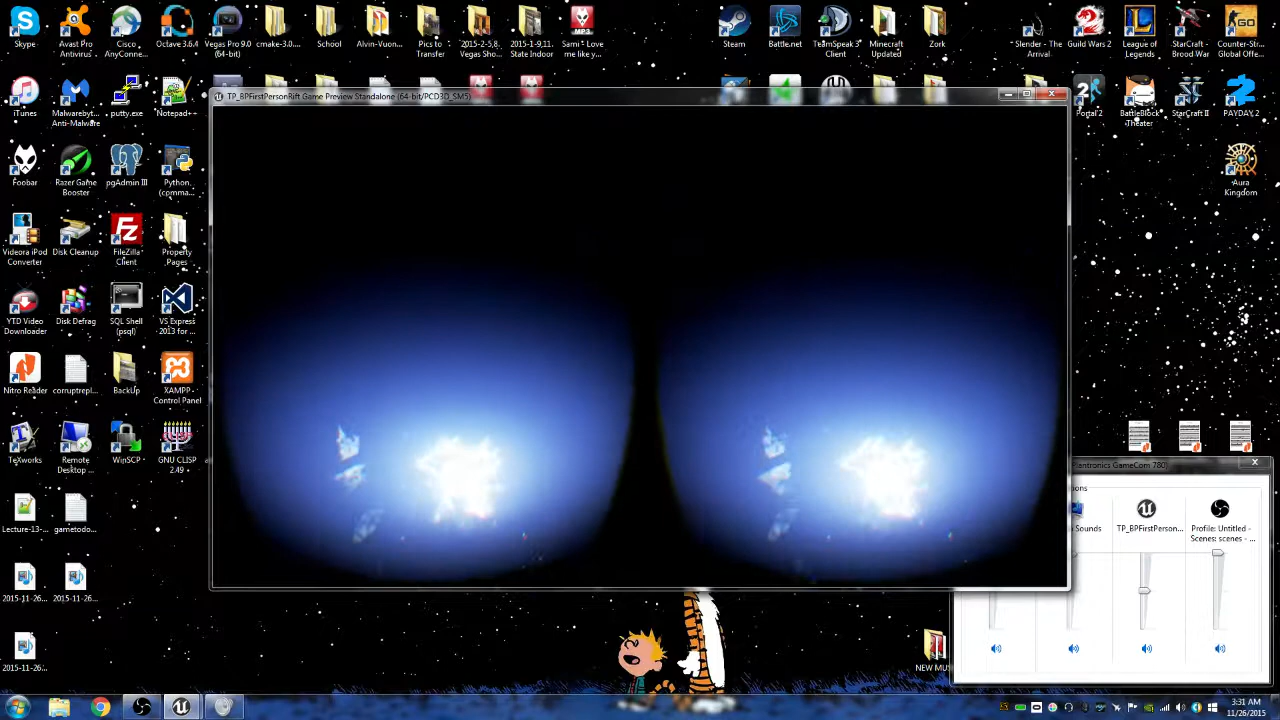 Skype
Avast Pro
Antivirus
Cisco
AnyConne...
Octave 3.6.4
Vegas Pro 9.0
(64-bit)
cmake-3.0....
School
Alvin-Vuon...
Pics to
Transfer
2015-2-5,8,
Vegas Sho...
2015-1-9,11,
State Indoor
MP3
Sami - Love
me like y...
Steam
Battle.net
TeamSpeak 3
Client
Minecraft
Updated
Zork
Slender - The
Arrival
Guild Wars 2
League of
Legends
StarCraft -
Brood War
GO
Counter-Str...
Global Offe...
TP_BPFirstPersonRift Game Preview Standalone (64-bit/PCD3D_SM5)
iTunes
Malwareby...
Anti-Malware
putty.exe
Notepad++
Portal 2
BattleBlock
Theater
StarCraft II
PAYDAY 2
Foobar
Razer Game
Booster
pgAdmin III
Python
(comma...
Aura
Kingdom
Videora iPod
Converter
Disk Cleanup
FileZilla
Client
Property
Pages
YTD Video
Downloader
Disk Defrag
SQL Shell
(psql)
VS Express
2013 for ...
Nitro Reader
corruptrepl...
BackUp
XAMPP
Control Panel
TeXworks
Remote
Desktop ...
WinSCP
GNU CLISP
2.49
Plantronics GameCom 780)
Lecture-13-...
gametodo...
Sounds
TP_BPFirstPerson...
Profile: Untitled -
Scenes: scenes - ...
2015-11-26...
2015-11-26...
2015-11-26...
NEW MUS
3:31 AM
11/26/2015